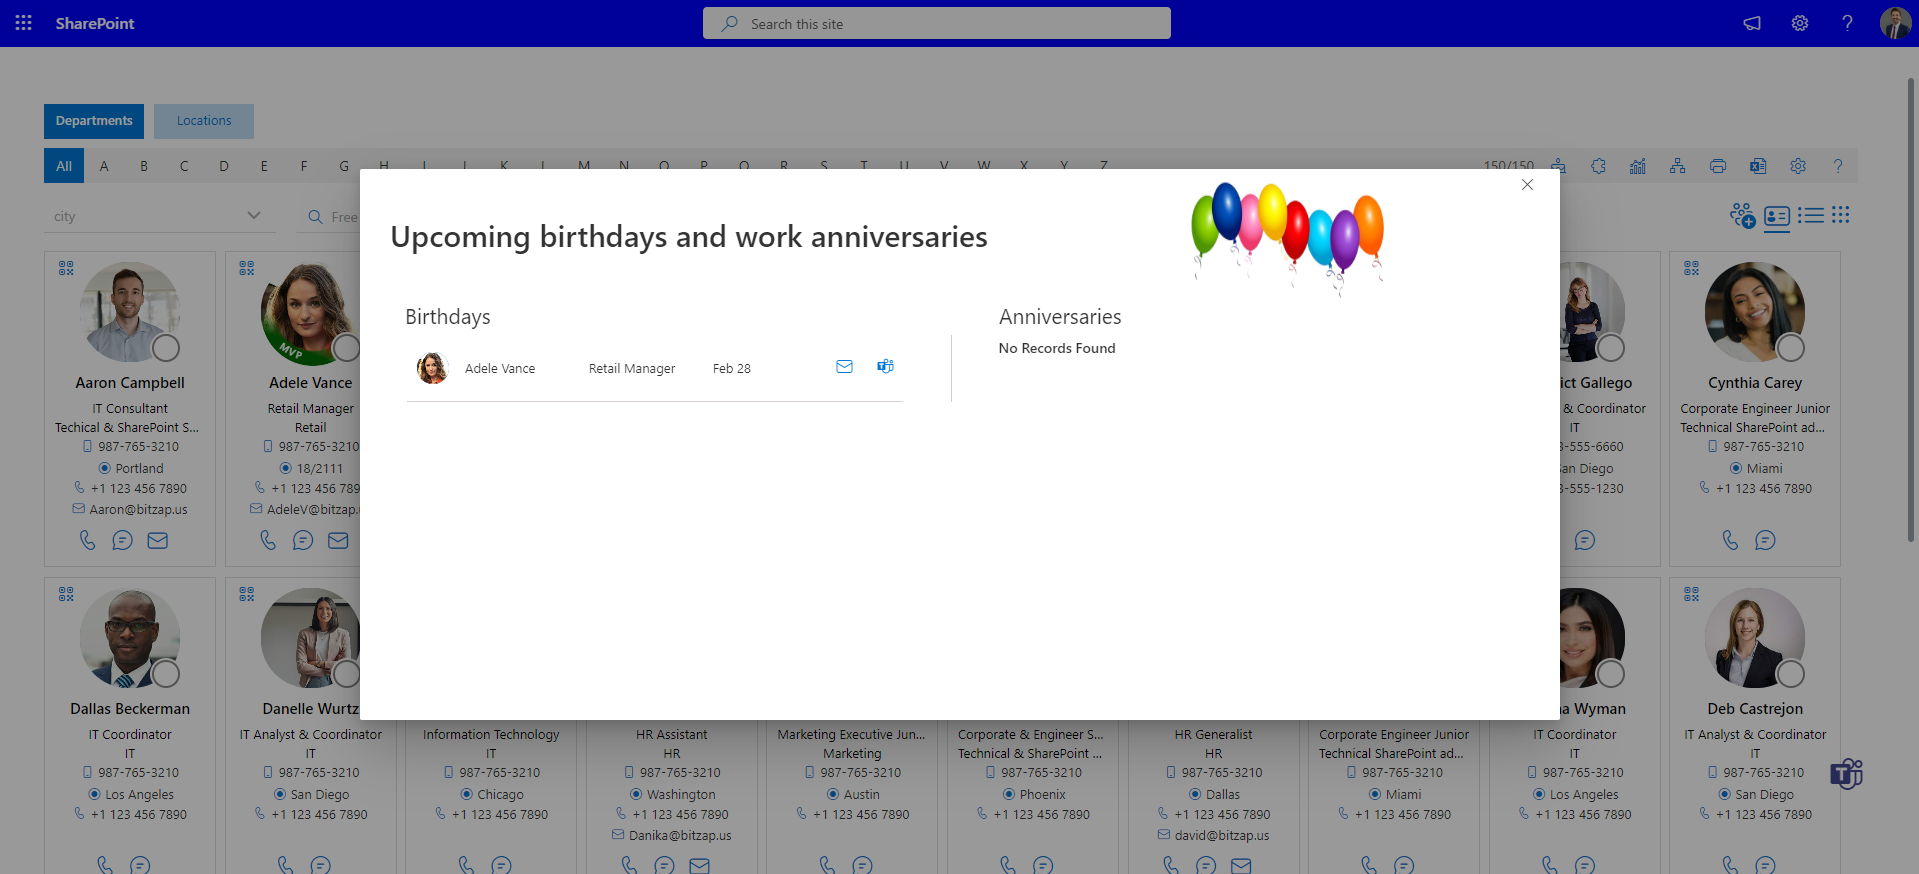 SharePoint
Search this site
Departments
Locations
All A B C D E F G H I J K L M N O P Q R S T U V W X Y Z
150/150
city
Free
Upcoming birthdays and work anniversaries
Birthdays
Adele Vance Retail Manager Feb 28
Anniversaries
No Records Found
Aaron Campbell
IT Consultant
Techical & SharePoint S...
987-765-3210
Portland
+1 123 456 7890
Aaron@bitzap.us
MVP
Adele Vance
Retail Manager
Retail
987-765-3210
18/2111
+1 123 456 789
AdeleV@bitzap.
ict Gallego
& Coordinator
IT
-555-6660
an Diego
-555-1230
Cynthia Carey
Corporate Engineer Junior
Technical SharePoint ad...
987-765-3210
Miami
+1 123 456 7890
Dallas Beckerman
IT Coordinator
IT
987-765-3210
Los Angeles
+1 123 456 7890
Danelle Wurtz
IT Analyst & Coordinator
IT
987-765-3210
San Diego
+1 123 456 7890
Information Technology
IT
987-765-3210
Chicago
+1 123 456 7890
HR Assistant
HR
987-765-3210
Washington
+1 123 456 7890
Danika@bitzap.us
Marketing Executive Jun...
Marketing
987-765-3210
Austin
+1 123 456 7890
Corporate & Engineer S...
Technical & SharePoint ...
987-765-3210
Phoenix
+1 123 456 7890
HR Generalist
HR
987-765-3210
Dallas
+1 123 456 7890
david@bitzap.us
Corporate Engineer Junior
Technical SharePoint ad...
987-765-3210
Miami
+1 123 456 7890
a Wyman
IT Coordinator
IT
987-765-3210
Los Angeles
+1 123 456 7890
Deb Castrejon
IT Analyst & Coordinator
IT
987-765-3210
San Diego
+1 123 456 7890